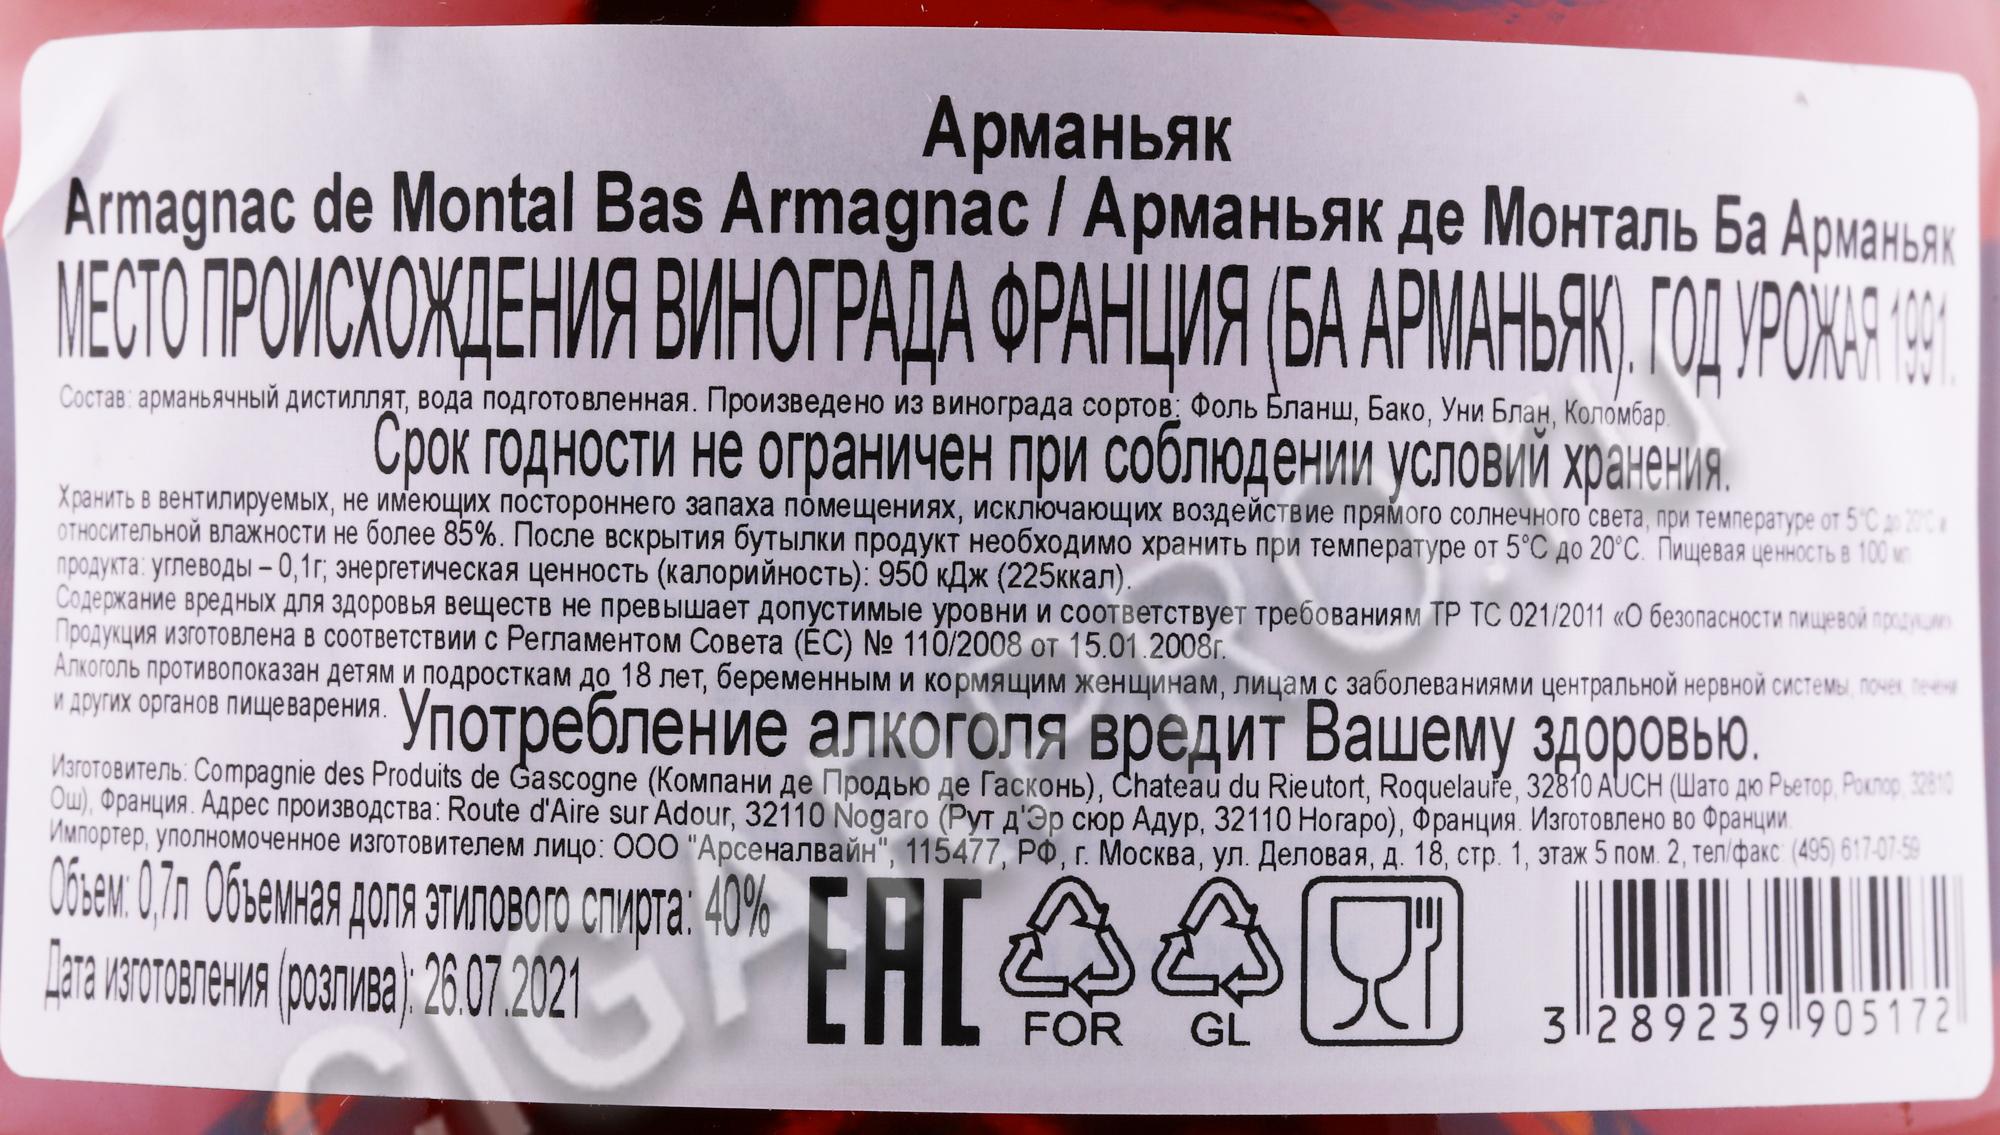 Арманьяк
Armagnac de Montal Bas Armagnac / Арманьяк де Монталь Ба Арманьяк
МЕСТО ПРОИСХОЖДЕНИЯ ВИНОГРАДА ФРАНЦИЯ (БА АРМАНЬЯК). ГОД УРОЖАЯ 1991.
Состав: арманьячный дистиллят, вода подготовленная. Произведено из винограда сортов: Фоль Бланш, Бако, Уни Блан, Коломбар.
Срок годности не ограничен при соблюдении условий хранения.
Хранить в вентилируемых, не имеющих постороннего запаха помещениях, исключающих воздействие прямого солнечного света, при температуре от 5°С до 20°С и
относительной влажности не более 85%. После вскрытия бутылки продукт необходимо хранить при температуре от 5°С до 20°С. Пищевая ценность в 100 мл
продукта: углеводы – 0,1г; энергетическая ценность (калорийность): 950 кДж (225ккал).
Содержание вредных для здоровья веществ не превышает допустимые уровни и соответствует требованиям ТР ТС 021/2011 «О безопасности пищевой продукции»
Продукция изготовлена в соответствии с Регламентом Совета (ЕС) № 110/2008 от 15.01.2008г.
Алкоголь противопоказан детям и подросткам до 18 лет, беременным и кормящим женщинам, лицам с заболеваниями центральной нервной системы, почек, печени
и других органов пищеварения. Употребление алкоголя вредит Вашему здоровью.
Изготовитель: Compagnie des Produits de Gascogne (Компани де Продью де Гасконь), Chateau du Rieutort, Roquelaure, 32810 AUCH (Шато дю Рьетор, Роклор, 32810
Ош), Франция. Адрес производства: Route d'Aire sur Adour, 32110 Nogaro (Рут д'Эр сюр Адур, 32110 Ногаро), Франция. Изготовлено во Франции.
Импортер, уполномоченное изготовителем лицо: ООО "Арсеналвайн", 115477, РФ, г. Москва, ул. Деловая, д. 18, стр. 1, этаж 5 пом. 2, тел/факс: (495) 617-07-59
Объем: 0,7л Объемная доля этилового спирта: 40%
Дата изготовления (розлива): 26.07.2021
EAC
FOR
GL
3 289239 905172
CIGARPRO.ru